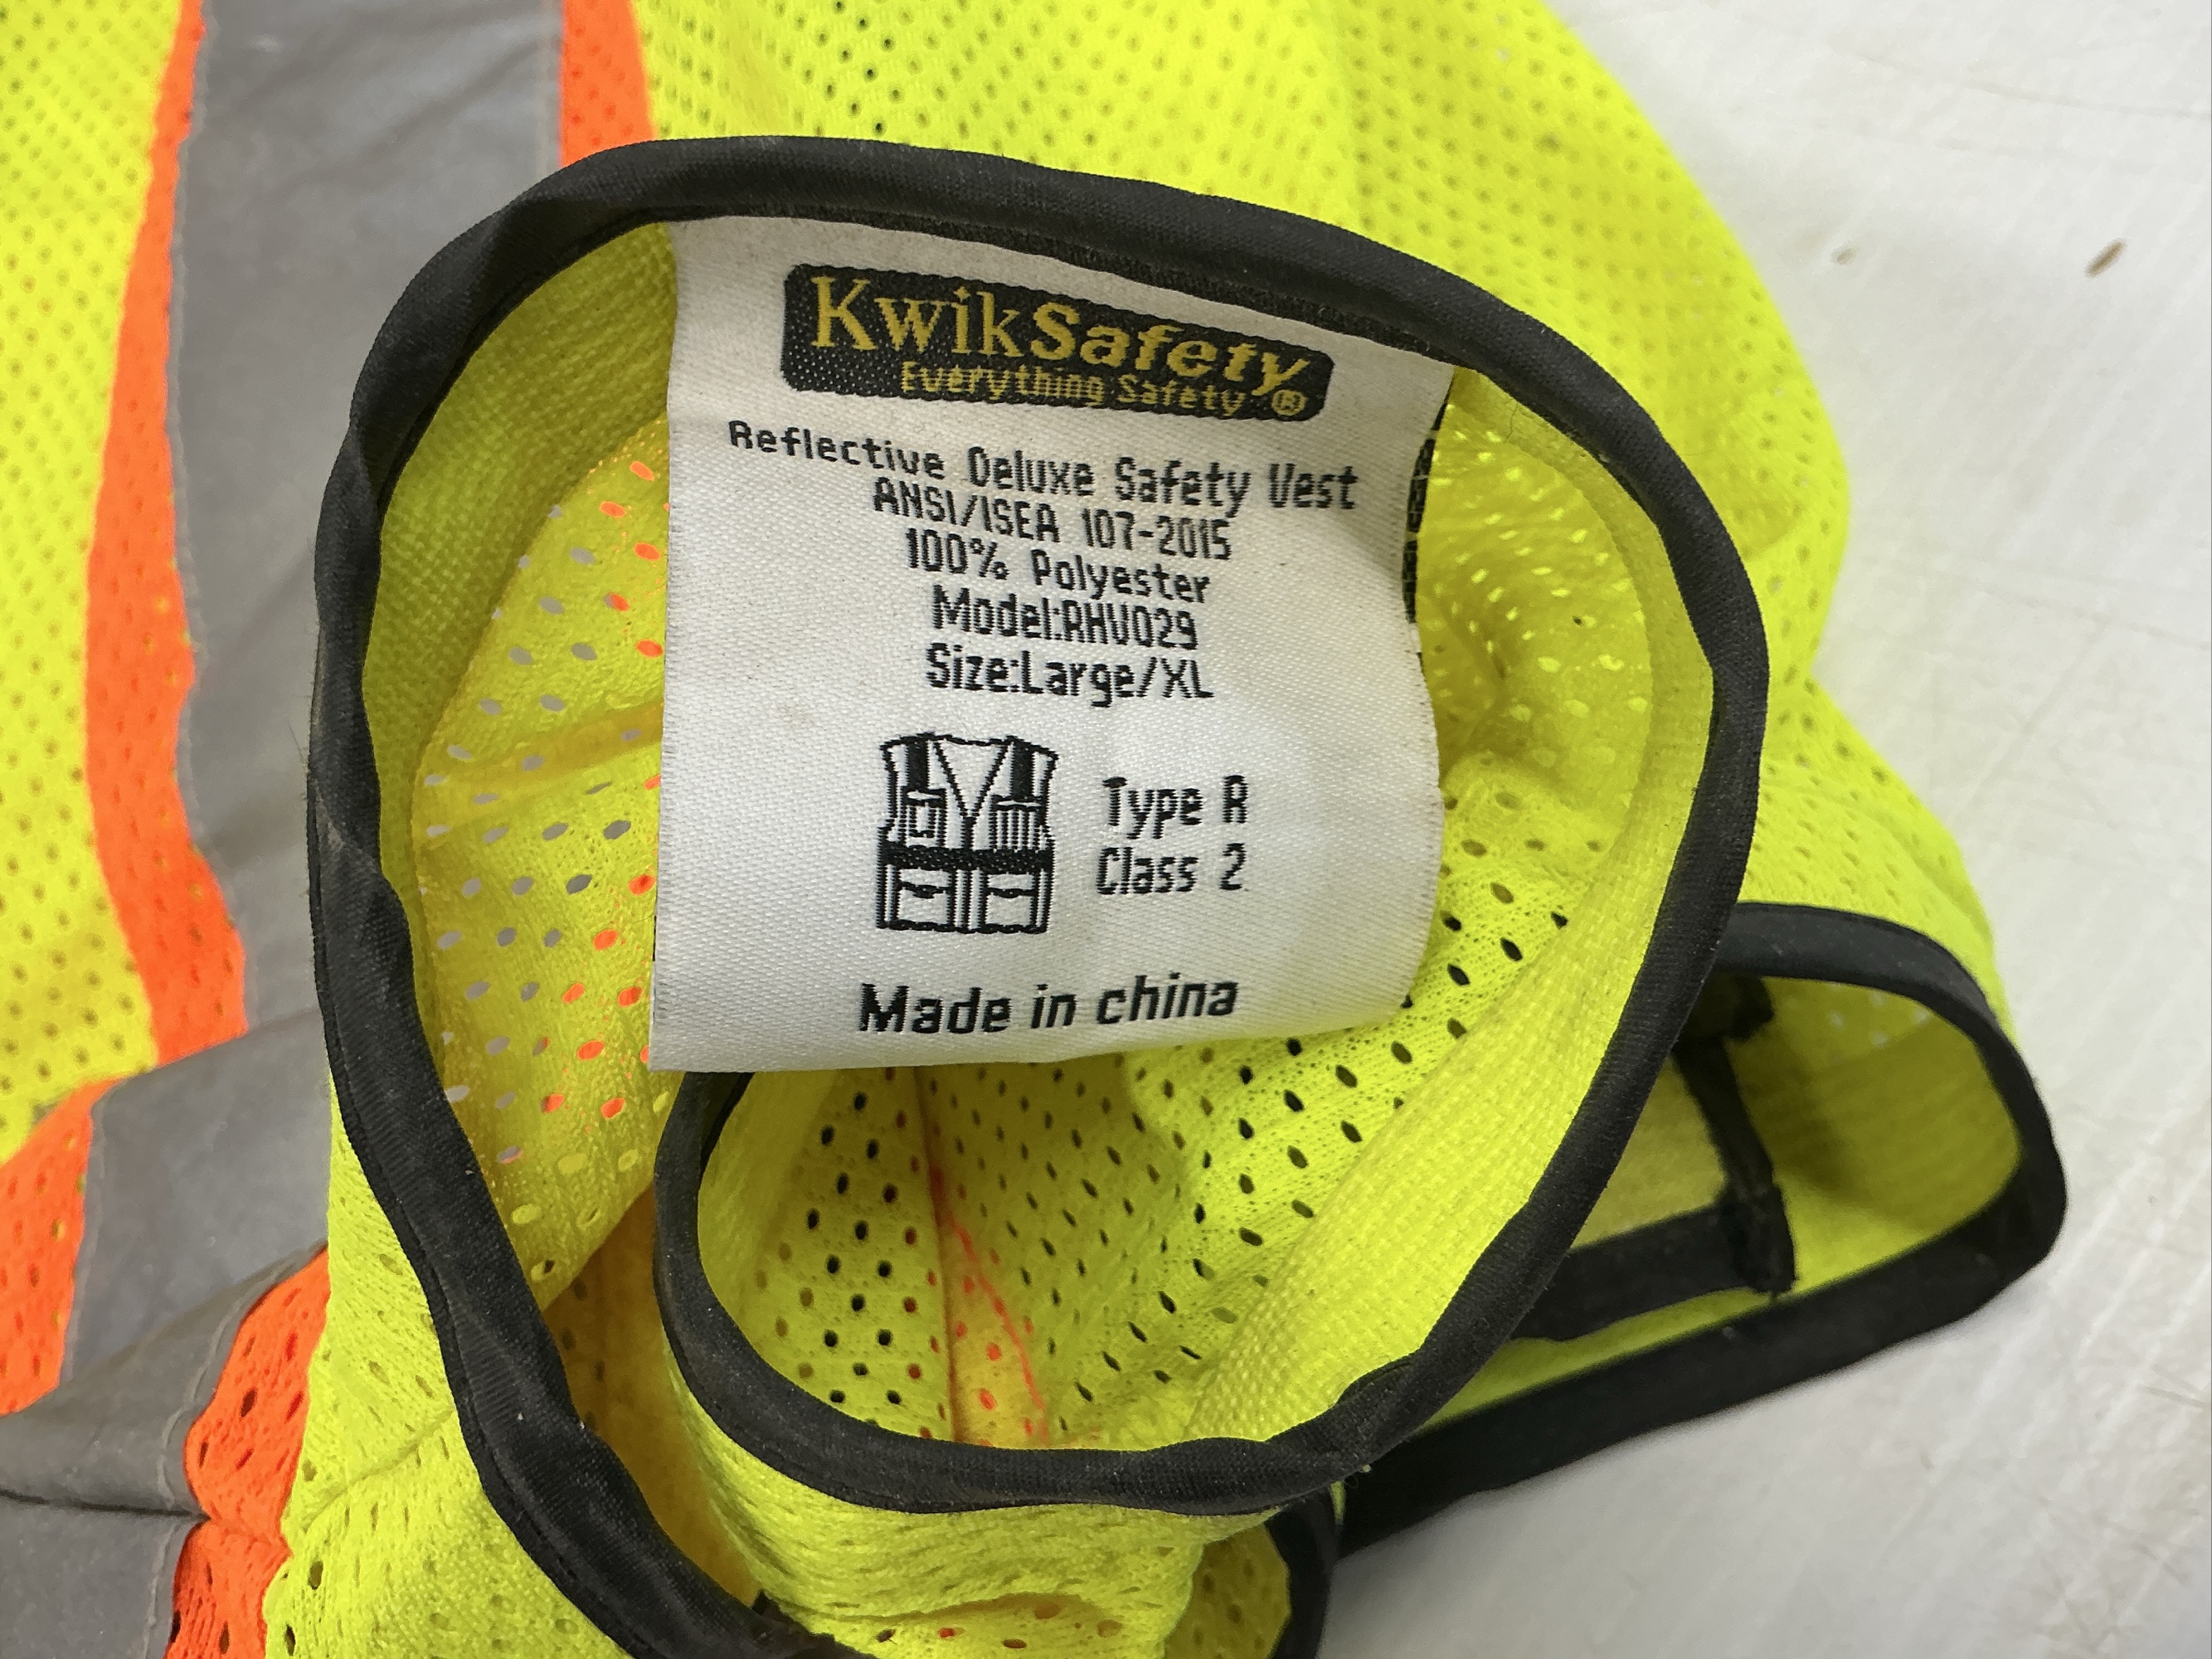 KwikSafety
Everything Safety ®
Reflective Deluxe Safety Vest
ANSI/ISEA 107-2015
100% Polyester
Model:RHV029
Size:Large/XL
Type R
Class 2
Made in china